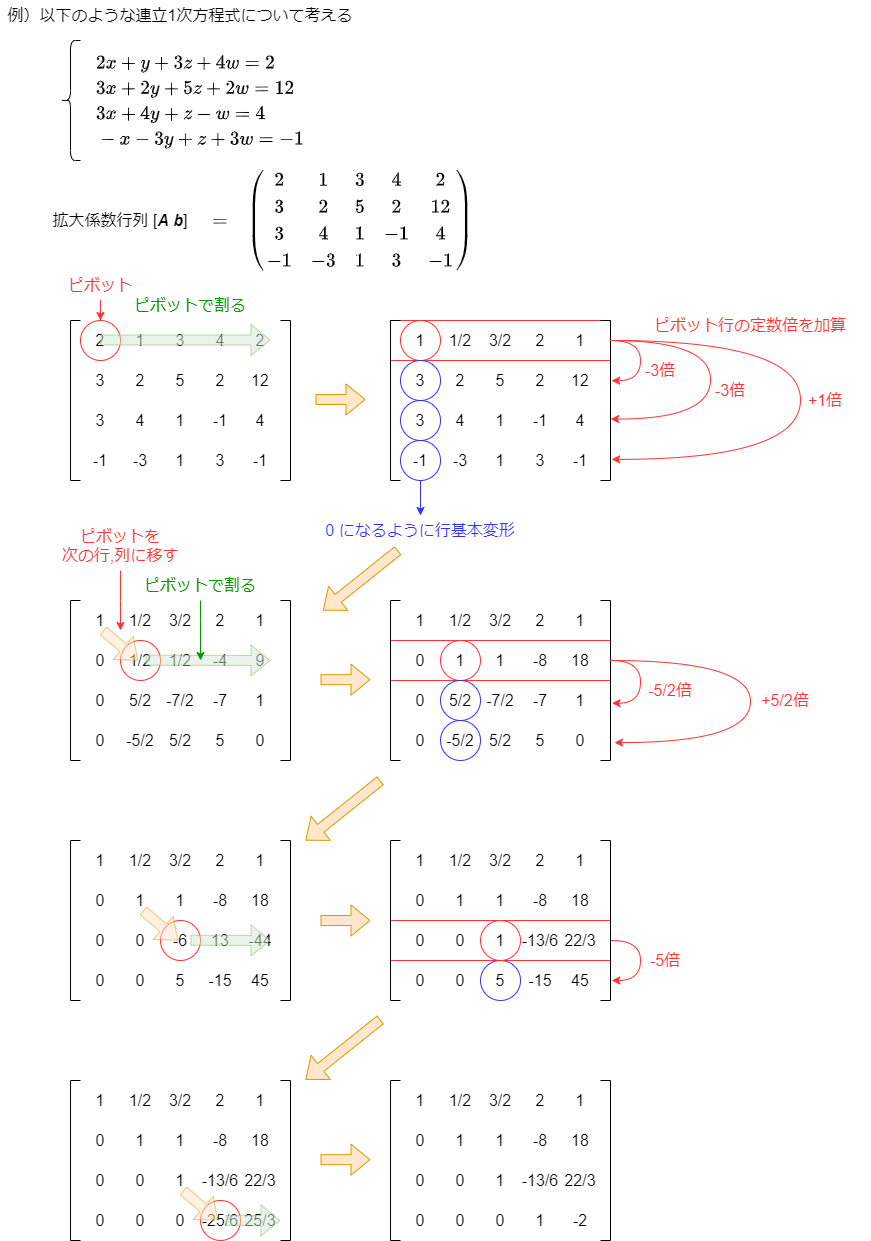 例）以下のような連立1次方程式について考える
2x + y + 3z + 4w = 2
3x + 2y + 5z + 2w = 12
3x + 4y + z − w = 4
−x − 3y + z + 3w = −1
拡大係数行列 [A b] =
2 1 3 4 2
3 2 5 2 12
3 4 1 −1 4
−1 −3 1 3 −1
ピボット
ピボットで割る
2 1 3 4 2
3 2 5 2 12
3 4 1 -1 4
-1 -3 1 3 -1
ピボット行の定数倍を加算
1 1/2 3/2 2 1
3 2 5 2 12
3 4 1 -1 4
-1 -3 1 3 -1
-3倍
-3倍
+1倍
0 になるように行基本変形
ピボットを
次の行,列に移す
ピボットで割る
1 1/2 3/2 2 1
0 1/2 1/2 -4 9
0 5/2 -7/2 -7 1
0 -5/2 5/2 5 0
1 1/2 3/2 2 1
0 1 1 -8 18
0 5/2 -7/2 -7 1
0 -5/2 5/2 5 0
-5/2倍
+5/2倍
1 1/2 3/2 2 1
0 1 1 -8 18
0 0 -6 13 -44
0 0 5 -15 45
1 1/2 3/2 2 1
0 1 1 -8 18
0 0 1 -13/6 22/3
0 0 5 -15 45
-5倍
1 1/2 3/2 2 1
0 1 1 -8 18
0 0 1 -13/6 22/3
0 0 0 -25/6 25/3
1 1/2 3/2 2 1
0 1 1 -8 18
0 0 1 -13/6 22/3
0 0 0 1 -2